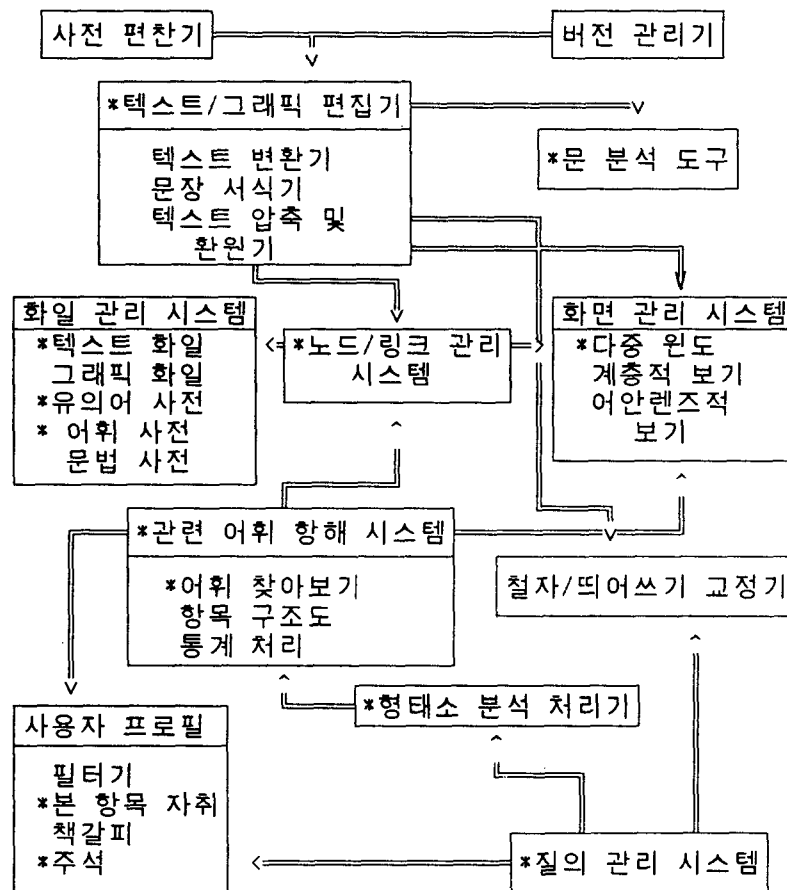 사전 편찬기
버전 관리기
*텍스트/그래픽 편집기
텍스트 변환기
문장 서식기
텍스트 압축 및
환원기
*문 분석 도구
화일 관리 시스템
*텍스트 화일
그래픽 화일
*유의어 사전
* 어휘 사전
문법 사전
*노드/링크 관리
시스템
화면 관리 시스템
*다중 윈도
계층적 보기
어안렌즈적
보기
*관련 어휘 항해 시스템
*어휘 찾아보기
항목 구조도
통계 처리
철자/띄어쓰기 교정기
*형태소 분석 처리기
사용자 프로필
필터기
*본 항목 자취
책갈피
*주석
*질의 관리 시스템